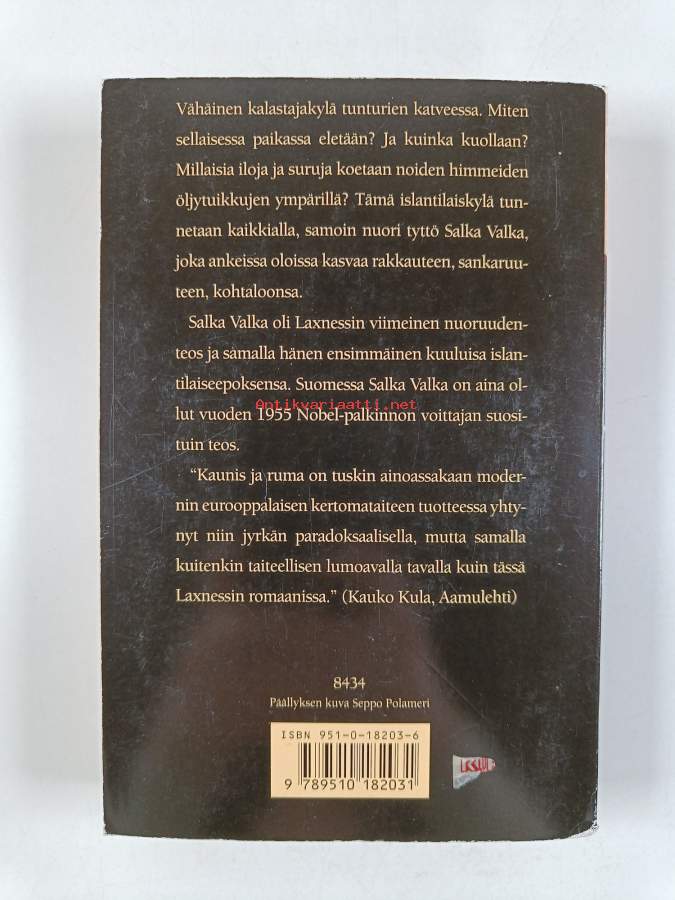 Vähäinen kalastajakylä tunturien katveessa. Miten
sellaisessa paikassa eletään? Ja kuinka kuollaan?
Millaisia iloja ja suruja koetaan noiden himmeiden
öljytuikkujen ympärillä? Tämä islantilaiskylä tun-
netaan kaikkialla, samoin nuori tyttö Salka Valka,
joka ankeissa oloissa kasvaa rakkauteen, sankaruu-
teen, kohtaloonsa.
Salka Valka oli Laxnessin viimeinen nuoruuden-
teos ja samalla hänen ensimmäinen kuuluisa islan-
tilaiseepoksensa. Suomessa Salka Valka on aina ol-
Antikvariaatti.net
lut vuoden 1955 Nobel-palkinnon voittajan suosi-
tuin teos.
"Kaunis ja ruma on tuskin ainoassakaan moder-
nin eurooppalaisen kertomataiteen tuotteessa yhty-
nyt niin jyrkän paradoksaalisella, mutta samalla
kuitenkin taiteellisen lumoavalla tavalla kuin tässä
Laxnessin romaanissa." (Kauko Kula, Aamulehti)
8434
Päällyksen kuva Seppo Polameri
ISBN 951-0-18203-6
9 789510 182031